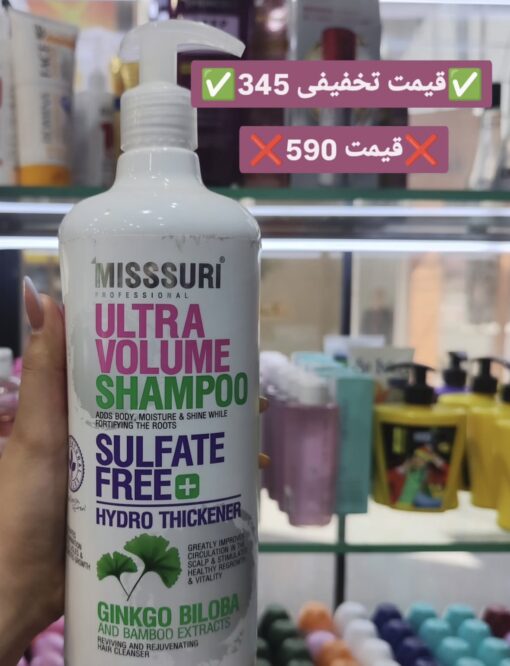 ✅قیمت تخفیفی 345✅
❌قیمت 590❌
MISSSURI
PROFESSIONAL
ULTRA
VOLUME
SHAMPOO
ADDS BODY, MOISTURE & SHINE WHILE
FORTIFYING THE ROOTS
SULFATE
FREE+
HYDRO THICKENER
GREATLY IMPROVES
CIRCULATION IN THE
SCALP & STIMULATES
HEALTHY REGROWTH
& VITALITY
GINKGO BILOBA
AND BAMBOO EXTRACTS
REVIVING AND REJUVENATING
HAIR CLEANSER